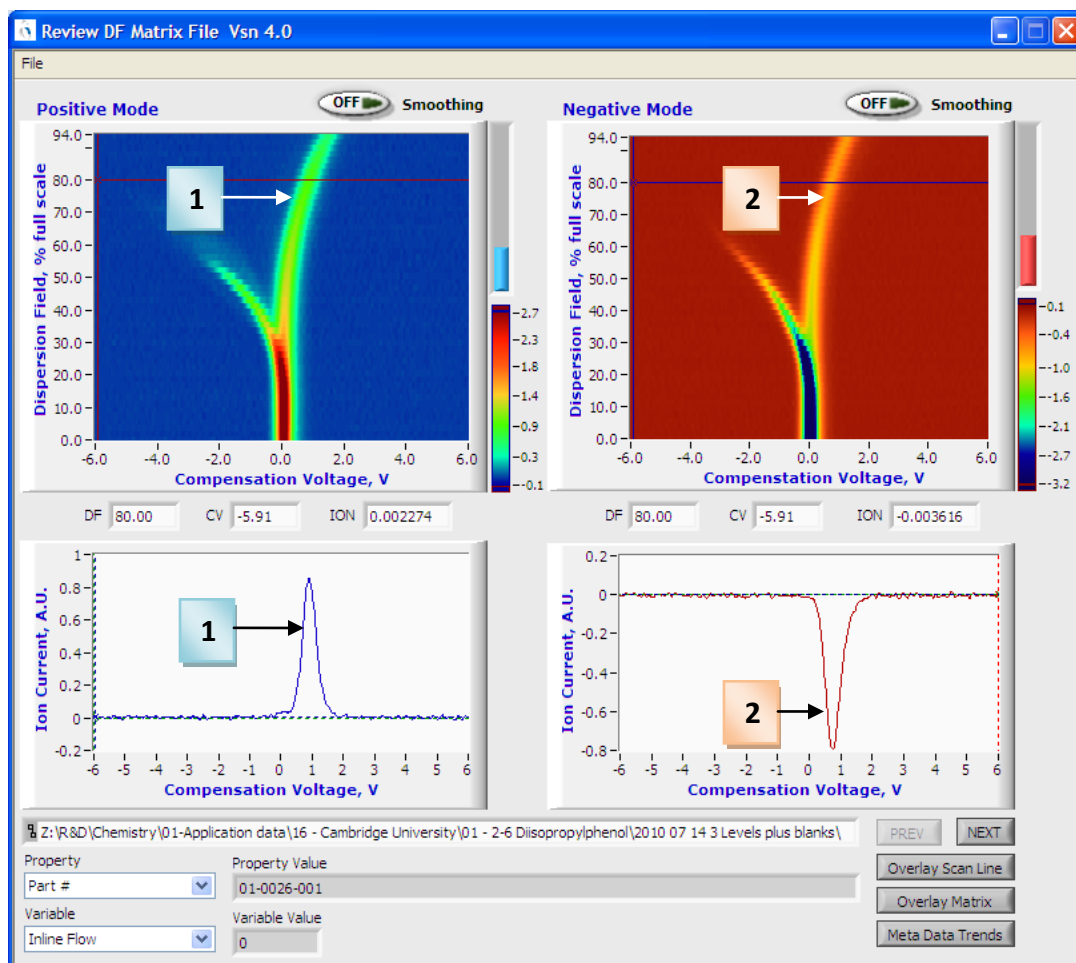 Review DF Matrix File Vsn 4.0
File
Positive Mode
OFF
Smoothing
Negative Mode
OFF
Smoothing
Dispersion Field, % full scale
94.0
80.0
70.0
60.0
50.0
40.0
30.0
20.0
10.0
0.0
-6.0 -4.0 -2.0 0.0 2.0 4.0 6.0
Compensation Voltage, V
1
-2.7
-2.3
-1.8
-1.4
-0.9
-0.3
--0.1
Dispersion Field, % full scale
94.0
80.0
70.0
60.0
50.0
40.0
30.0
20.0
10.0
0.0
-6.0 -4.0 -2.0 0.0 2.0 4.0 6.0
Compenstation Voltage, V
2
-0.1
--0.4
--1.0
--1.6
--2.1
--2.7
--3.2
DF 80.00 CV -5.91 ION 0.002274
DF 80.00 CV -5.91 ION -0.003616
Ion Current, A.U.
1
0.8
0.6
0.4
0.2
0
-0.2
-6 -5 -4 -3 -2 -1 0 1 2 3 4 5 6
Compensation Voltage, V
1
Ion Current, A.U.
0.2
0
-0.2
-0.4
-0.6
-0.8
-6 -5 -4 -3 -2 -1 0 1 2 3 4 5 6
Compensation Voltage, V
2
Z:\R&D\Chemistry\01-Application data\16 - Cambridge University\01 - 2-6 Diisopropylphenol\2010 07 14 3 Levels plus blanks\
PREV
NEXT
Property
Part #
Property Value
01-0026-001
Variable
Inline Flow
Variable Value
0
Overlay Scan Line
Overlay Matrix
Meta Data Trends